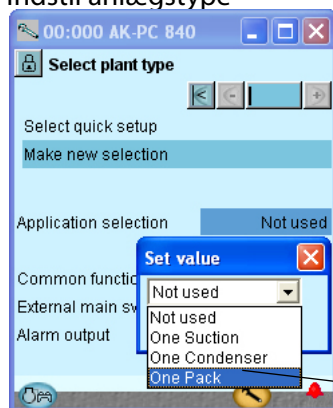 Indstil anlægstype
00:000 AK-PC 840
Select plant type
Select quick setup
Make new selection
Application selection Not used
Common functio
External main sw
Alarm output
Set value
Not used
Not used
One Suction
One Condenser
One Pack